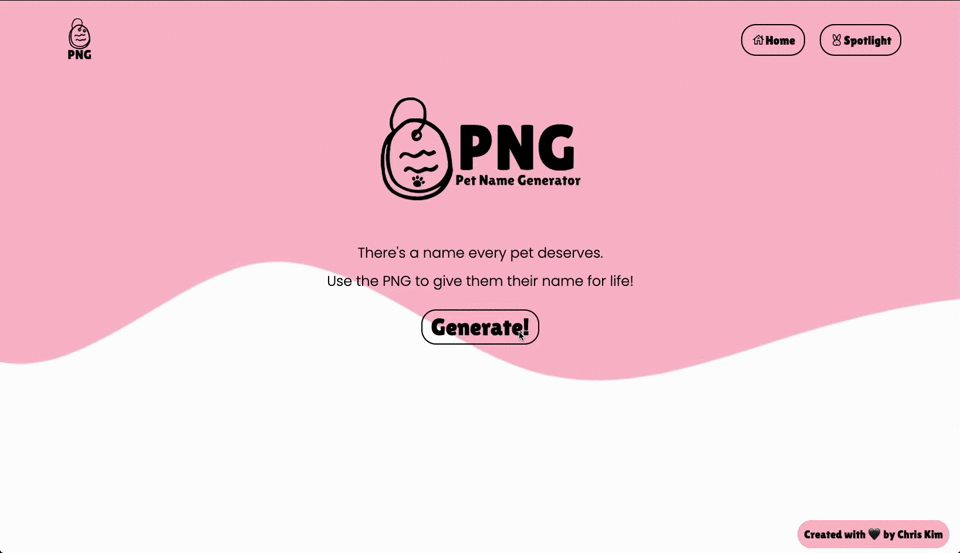 PNG
Home
Spotlight
PNG
Pet Name Generator
There's a name every pet deserves.
Use the PNG to give them their name for life!
Generate!
Created with 🖤 by Chris Kim